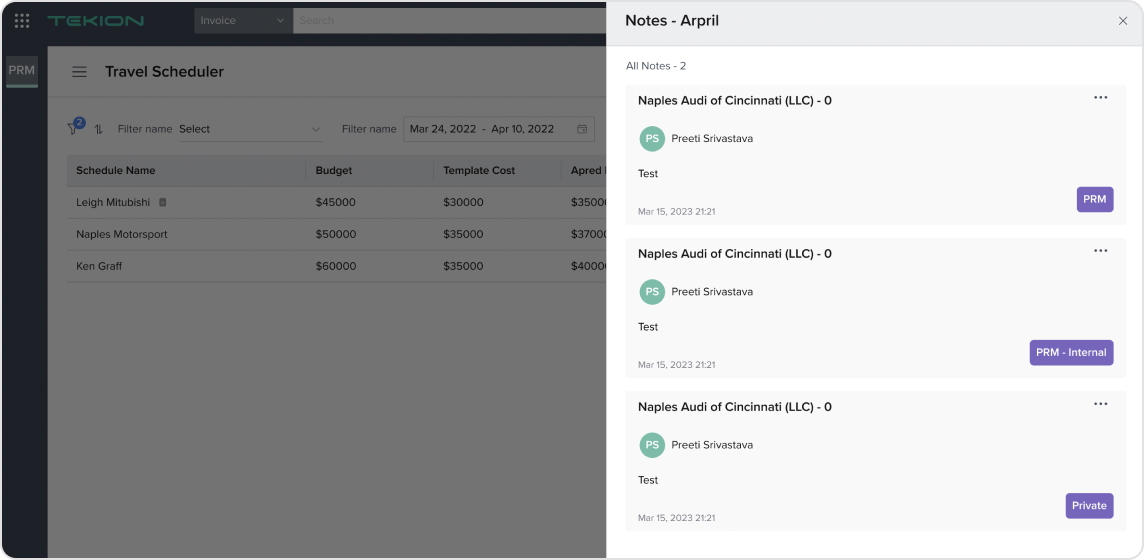 TEKION
Invoice
Search
PRM
Travel Scheduler
2
Filter name Select
Filter name Mar 24, 2022 - Apr 10, 2022
Schedule Name Budget Template Cost Apred
Leigh Mitubishi $45000 $30000 $3500
Naples Motorsport $50000 $35000 $3700
Ken Graff $60000 $35000 $4000
Notes - Arpril
All Notes - 2
Naples Audi of Cincinnati (LLC) - 0
PS Preeti Srivastava
Test
PRM
Mar 15, 2023 21:21
Naples Audi of Cincinnati (LLC) - 0
PS Preeti Srivastava
Test
PRM - Internal
Mar 15, 2023 21:21
Naples Audi of Cincinnati (LLC) - 0
PS Preeti Srivastava
Test
Private
Mar 15, 2023 21:21